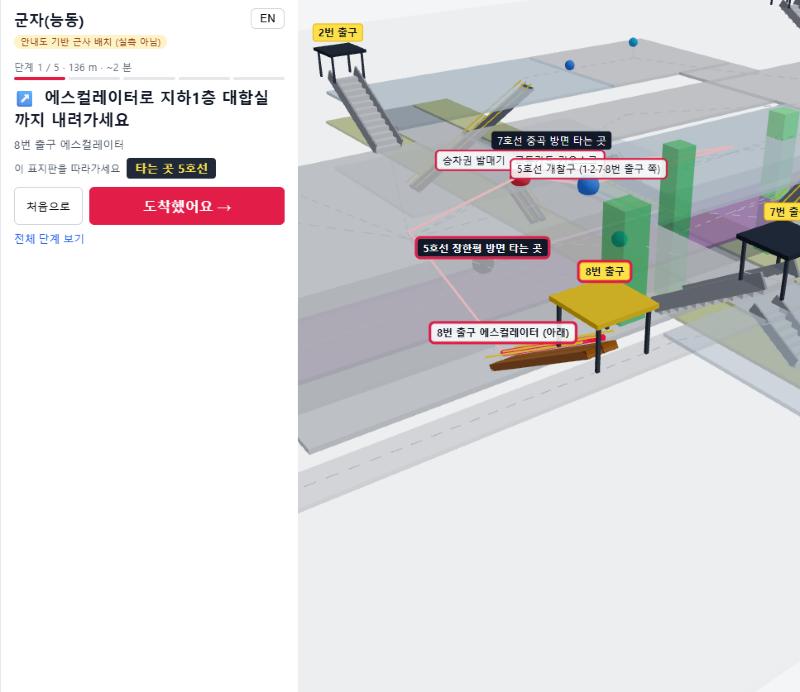 군자(능동)
EN
안내도 기반 근사 배치 (실측 아님)
단계 1 / 5 · 136 m · ~2 분
에스컬레이터로 지하1층 대합실
까지 내려가세요
8번 출구 에스컬레이터
이 표지판을 따라가세요
타는 곳 5호선
처음으로
도착했어요 →
전체 단계 보기
2번 출구
7호선 중곡 방면 타는 곳
승차권 발매기
5호선 개찰구 (1·2·7·8번 출구 쪽)
7번 출
5호선 장한평 방면 타는 곳
8번 출구
8번 출구 에스컬레이터 (아래)